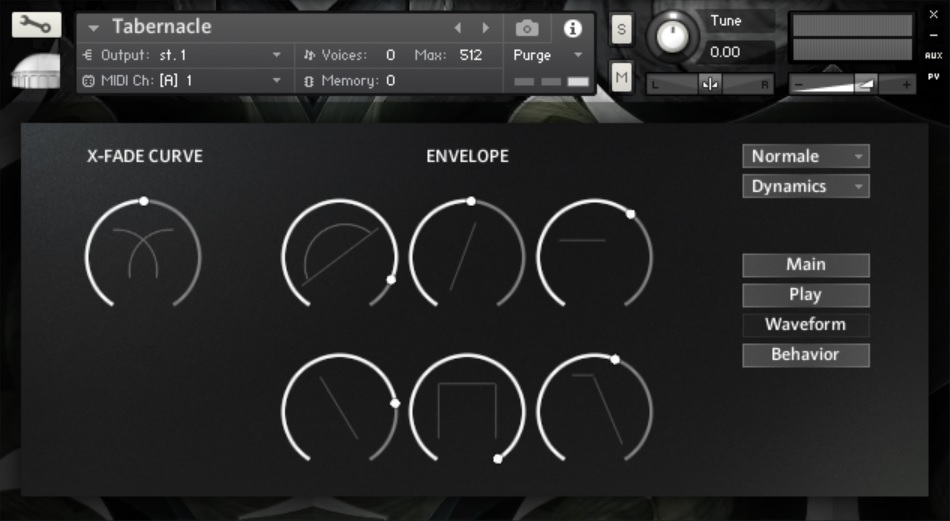 Tabernacle
Output: st. 1 Voices: 0 Max: 512 Purge
MIDI Ch: [A] 1 Memory: 0
S
M
Tune
0.00
L R
- +
×
-
AUX
PV
X-FADE CURVE
ENVELOPE
Normale
Dynamics
Main
Play
Waveform
Behavior